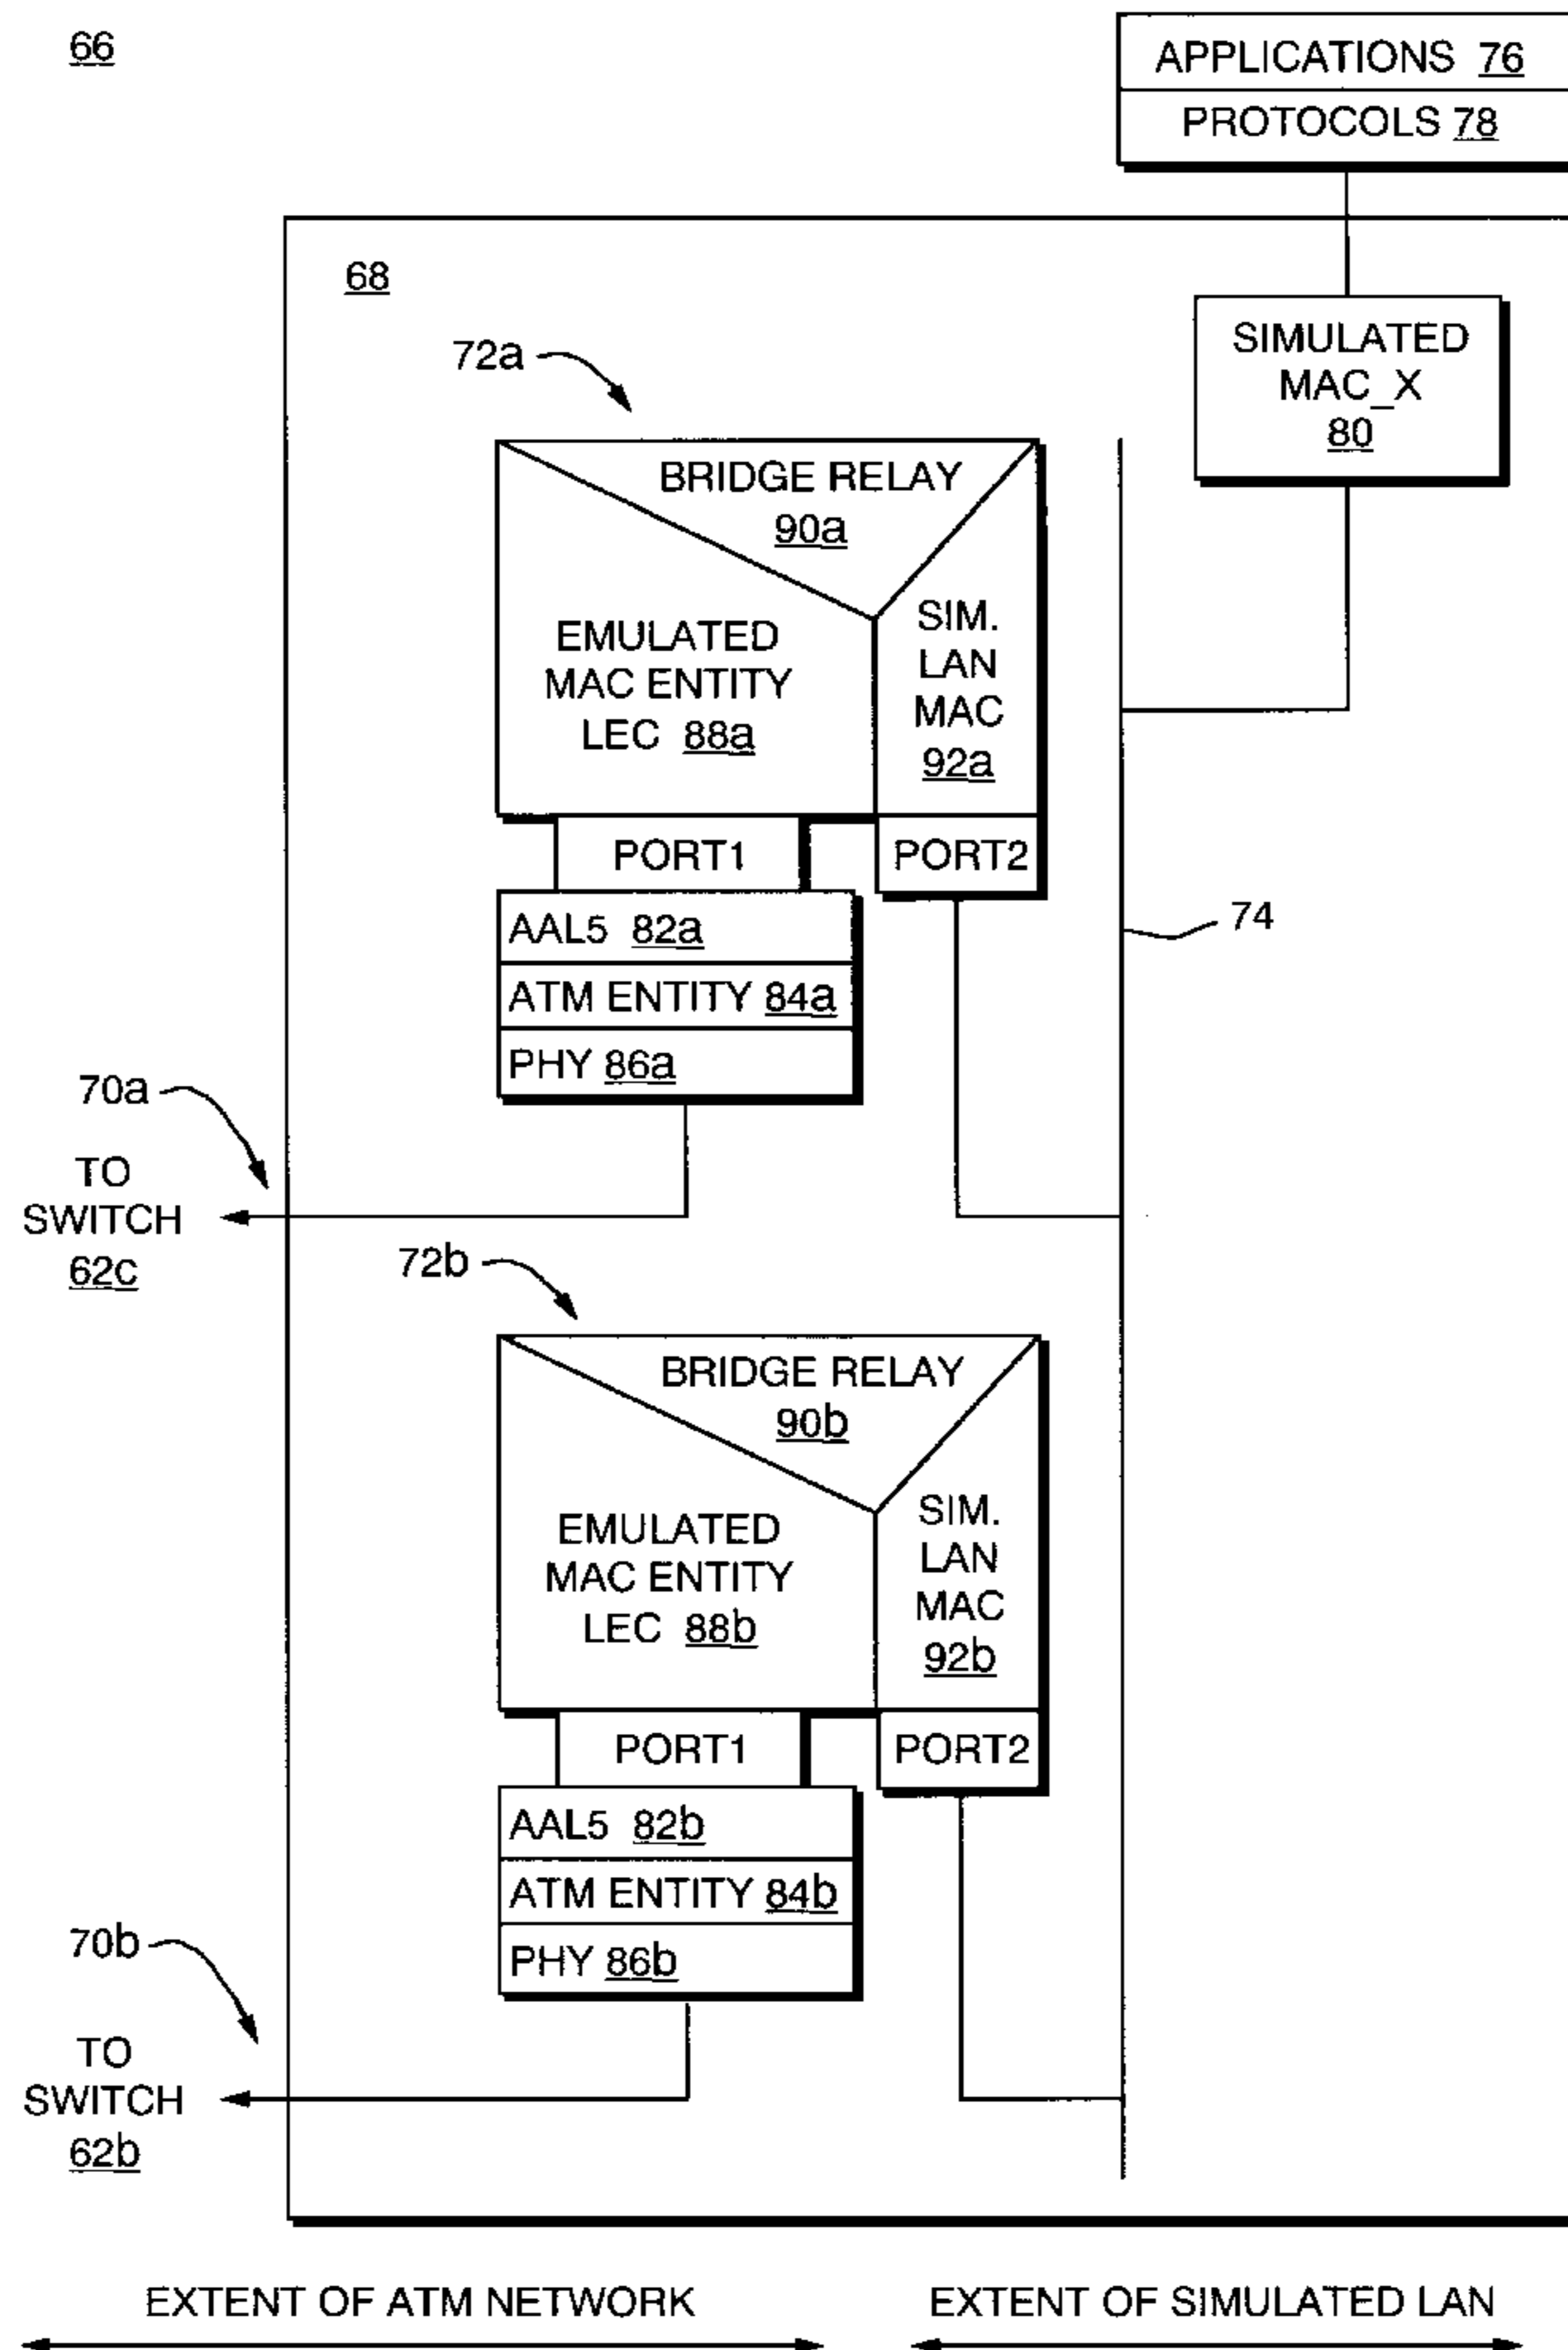 66
APPLICATIONS 76
PROTOCOLS 78
68
SIMULATED
MAC_X
80
72a
BRIDGE RELAY
90a
EMULATED
MAC ENTITY
LEC 88a
SIM.
LAN
MAC
92a
PORT1
PORT2
74
AAL5 82a
ATM ENTITY 84a
PHY 86a
70a
TO
SWITCH
62c
72b
BRIDGE RELAY
90b
EMULATED
MAC ENTITY
LEC 88b
SIM.
LAN
MAC
92b
PORT1
PORT2
AAL5 82b
ATM ENTITY 84b
PHY 86b
70b
TO
SWITCH
62b
EXTENT OF ATM NETWORK
EXTENT OF SIMULATED LAN